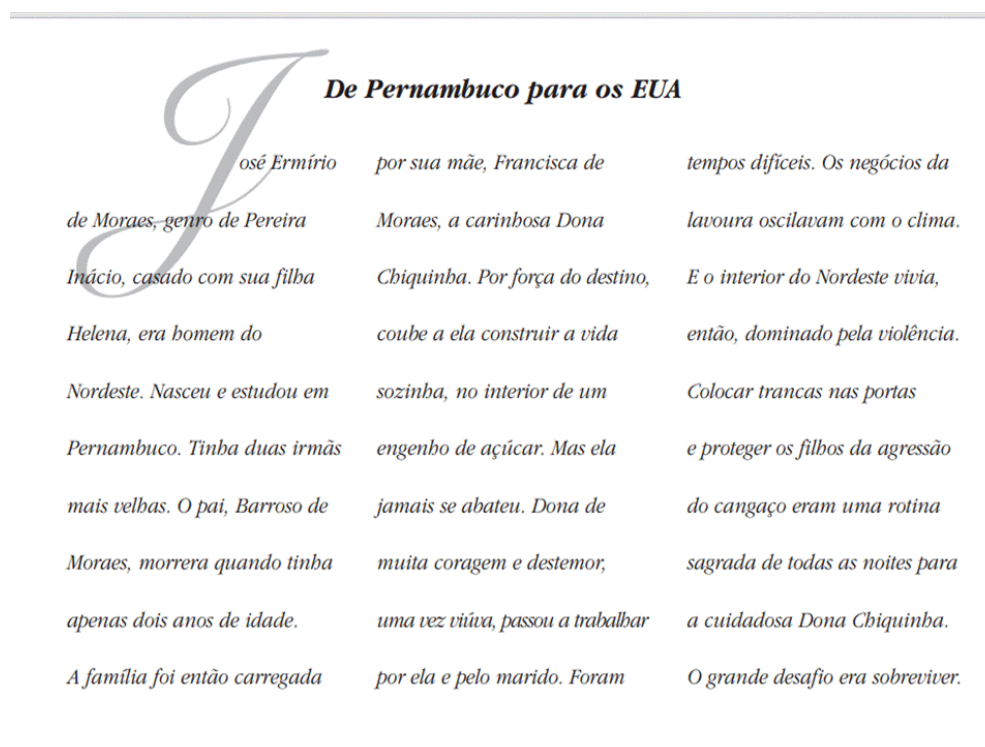 De Pernambuco para os EUA
José Ermírio
de Moraes, genro de Pereira
Inácio, casado com sua filha
Helena, era homem do
Nordeste. Nasceu e estudou em
Pernambuco. Tinha duas irmãs
mais velhas. O pai, Barroso de
Moraes, morrera quando tinha
apenas dois anos de idade.
A família foi então carregada
por sua mãe, Francisca de
Moraes, a carinhosa Dona
Chiquinha. Por força do destino,
coube a ela construir a vida
sozinha, no interior de um
engenho de açúcar. Mas ela
jamais se abateu. Dona de
muita coragem e destemor,
uma vez viúva, passou a trabalhar
por ela e pelo marido. Foram
tempos difíceis. Os negócios da
lavoura oscilavam com o clima.
E o interior do Nordeste vivia,
então, dominado pela violência.
Colocar trancas nas portas
e proteger os filhos da agressão
do cangaço eram uma rotina
sagrada de todas as noites para
a cuidadosa Dona Chiquinha.
O grande desafio era sobreviver.